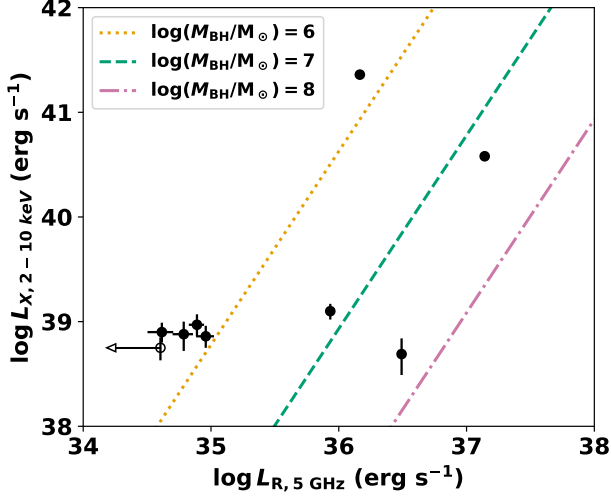 log(M_BH/M_⊙) = 6
log(M_BH/M_⊙) = 7
log(M_BH/M_⊙) = 8
42
41
40
39
38
log L_X, 2−10 keV (erg s⁻¹)
34 35 36 37 38
log L_R, 5 GHz (erg s⁻¹)